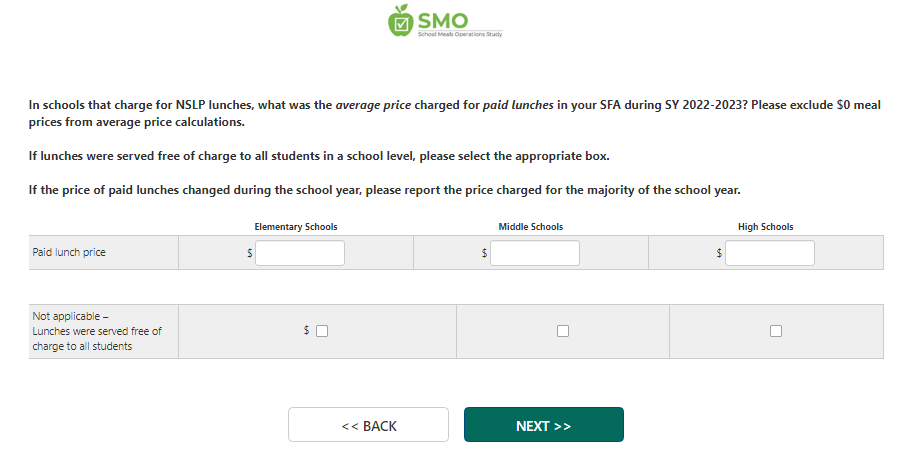 SMO
School Meals Operations Study
In schools that charge for NSLP lunches, what was the average price charged for paid lunches in your SFA during SY 2022-2023? Please exclude $0 meal
prices from average price calculations.
If lunches were served free of charge to all students in a school level, please select the appropriate box.
If the price of paid lunches changed during the school year, please report the price charged for the majority of the school year.
Elementary Schools Middle Schools High Schools
Paid lunch price $ $ $
Not applicable –
Lunches were served free of $
charge to all students
<< BACK NEXT >>